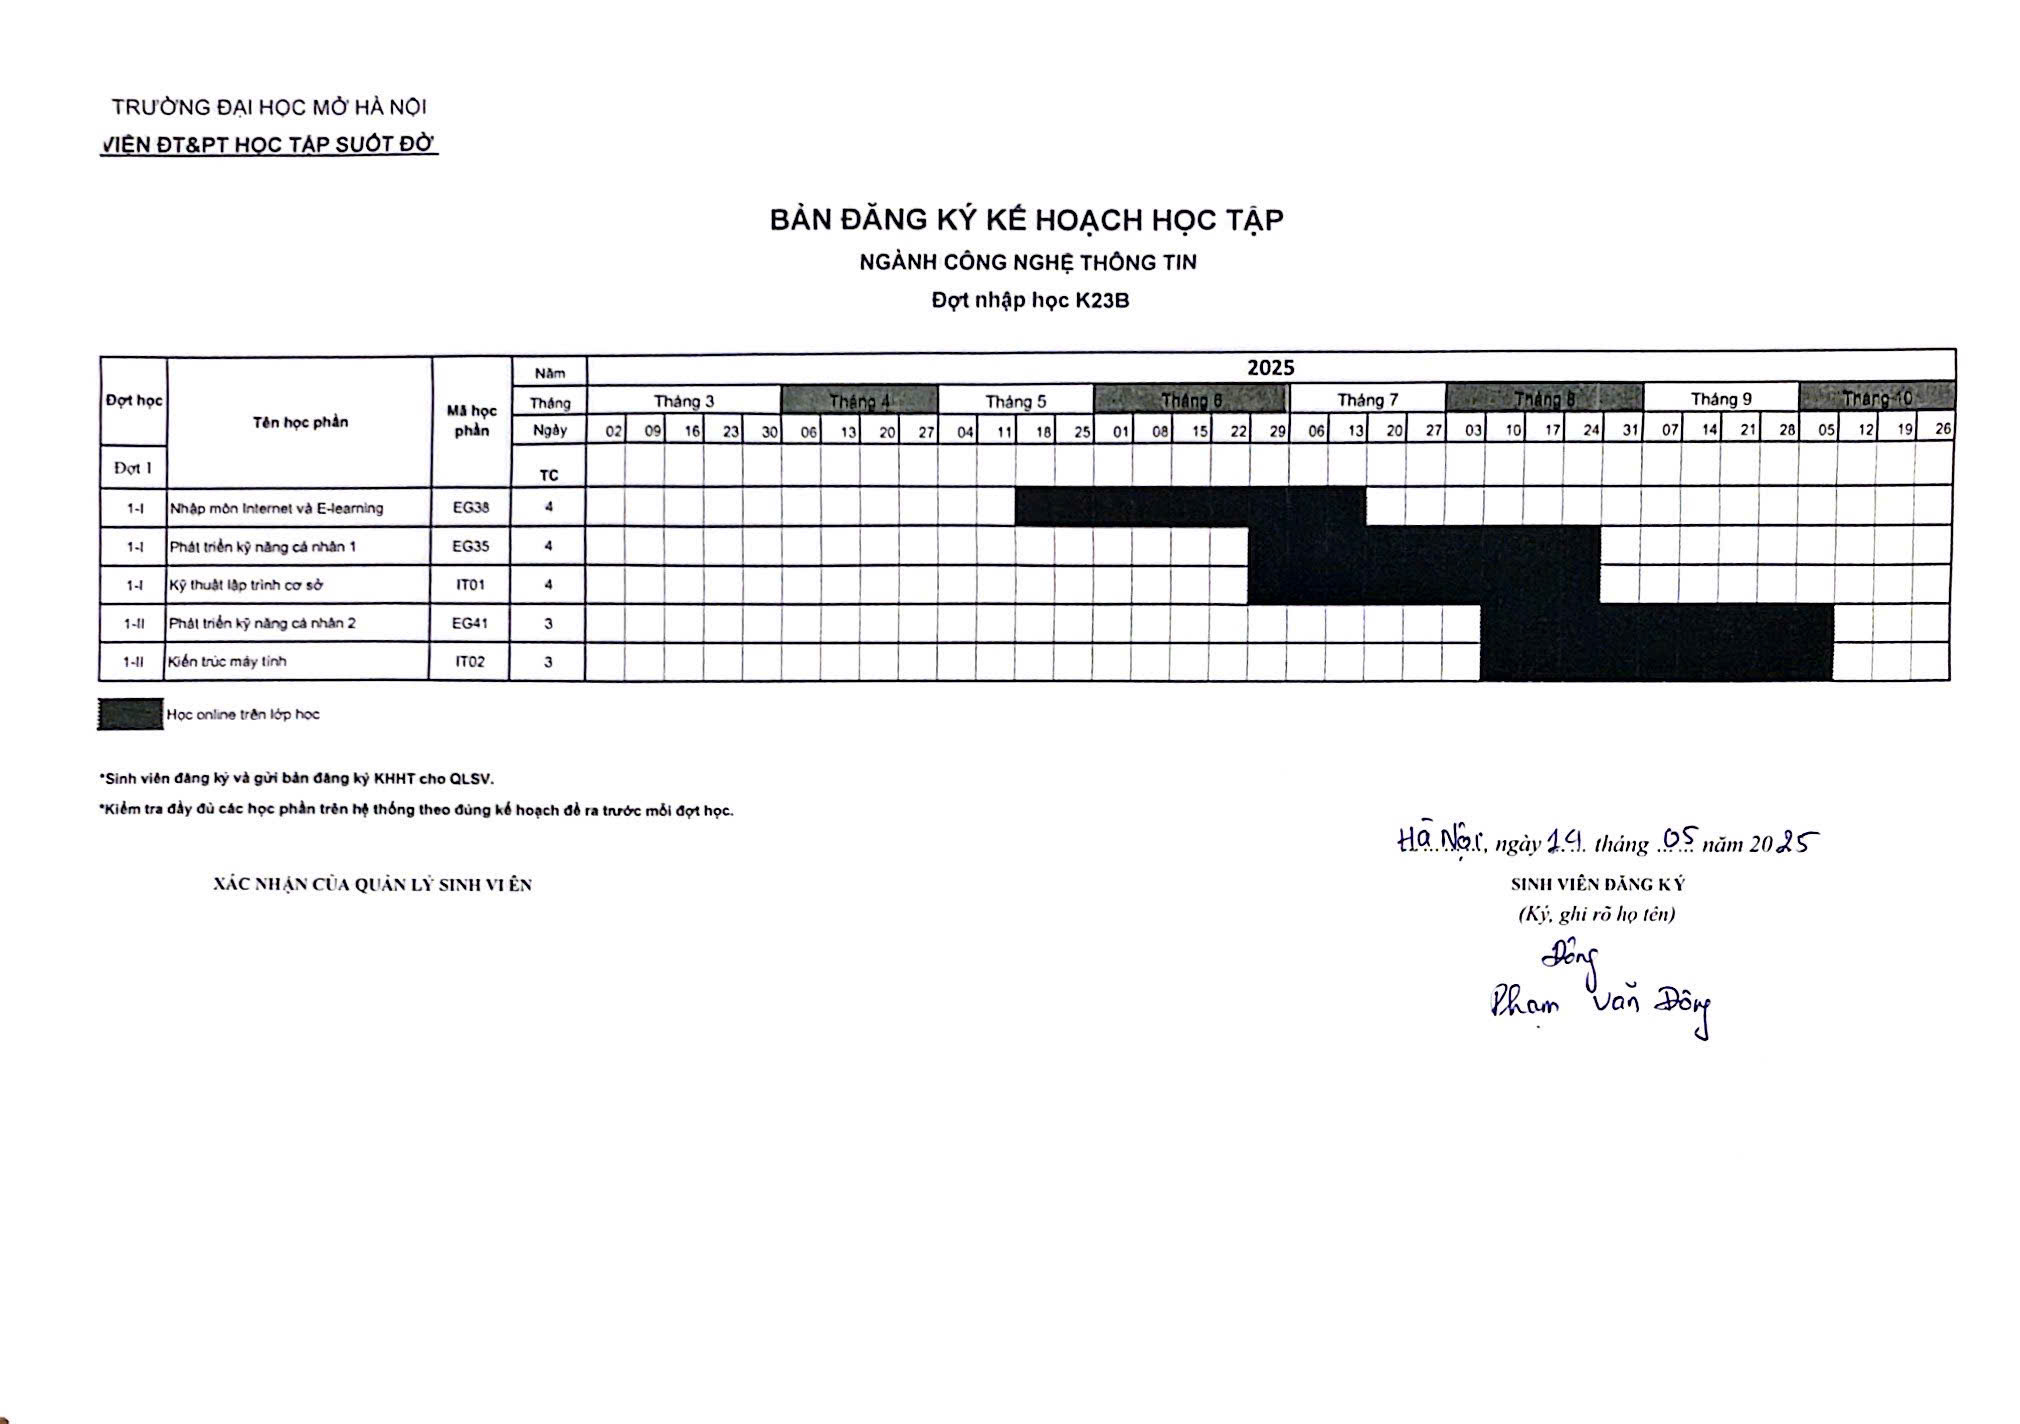 TRƯỜNG ĐẠI HỌC MỞ HÀ NỘI
VIỆN ĐT&PT HỌC TẬP SUỐT ĐỜ
BẢN ĐĂNG KÝ KẾ HOẠCH HỌC TẬP
NGÀNH CÔNG NGHỆ THÔNG TIN
Đợt nhập học K23B
Đợt học Tên học phần Mã học phần Năm 2025
Tháng Tháng 3 Tháng 4 Tháng 5 Tháng 6 Tháng 7 Tháng 8 Tháng 9 Tháng 10
Ngày 02 09 16 23 30 06 13 20 27 04 11 18 25 01 08 15 22 29 06 13 20 27 03 10 17 24 31 07 14 21 28 05 12 19 26
Đợt 1 TC
1-I Nhập môn Internet và E-learning EG38 4
1-I Phát triển kỹ năng cá nhân 1 EG35 4
1-I Kỹ thuật lập trình cơ sở IT01 4
1-II Phát triển kỹ năng cá nhân 2 EG41 3
1-II Kiến trúc máy tính IT02 3
Học online trên lớp học
*Sinh viên đăng ký và gửi bản đăng ký KHHT cho QLSV.
*Kiểm tra đầy đủ các học phần trên hệ thống theo đúng kế hoạch đề ra trước mỗi đợt học.
Hà Nội, ngày 14 tháng 05 năm 2025
XÁC NHẬN CỦA QUẢN LÝ SINH VIÊN
SINH VIÊN ĐĂNG KÝ
(Ký, ghi rõ họ tên)
Đông
Phạm Văn Đông